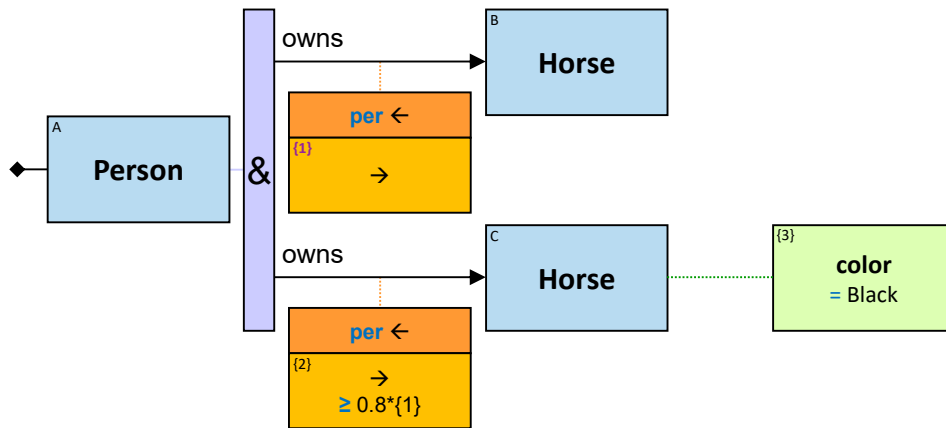 A
Person
&
owns
B
Horse
per ←
{1}
→
owns
C
Horse
{3}
color
= Black
per ←
{2}
→
≥ 0.8*{1}